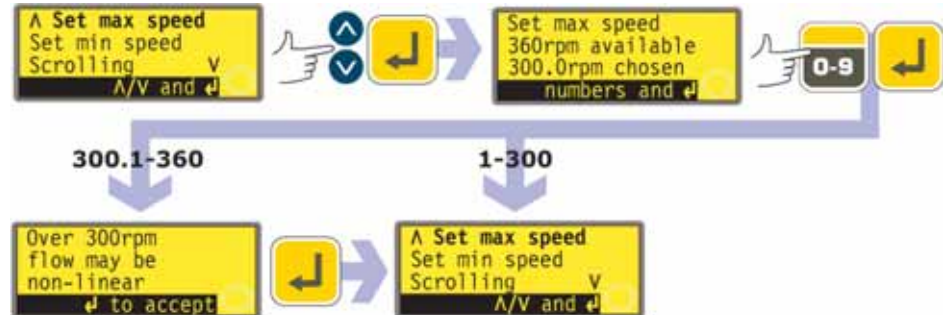 Λ Set max speed
Set min speed
Scrolling V
Λ/V and ↵
Set max speed
360rpm available
300.0rpm chosen
numbers and ↵
0-9
300.1-360
1-300
Over 300rpm
flow may be
non-linear
↵ to accept
Λ Set max speed
Set min speed
Scrolling V
Λ/V and ↵